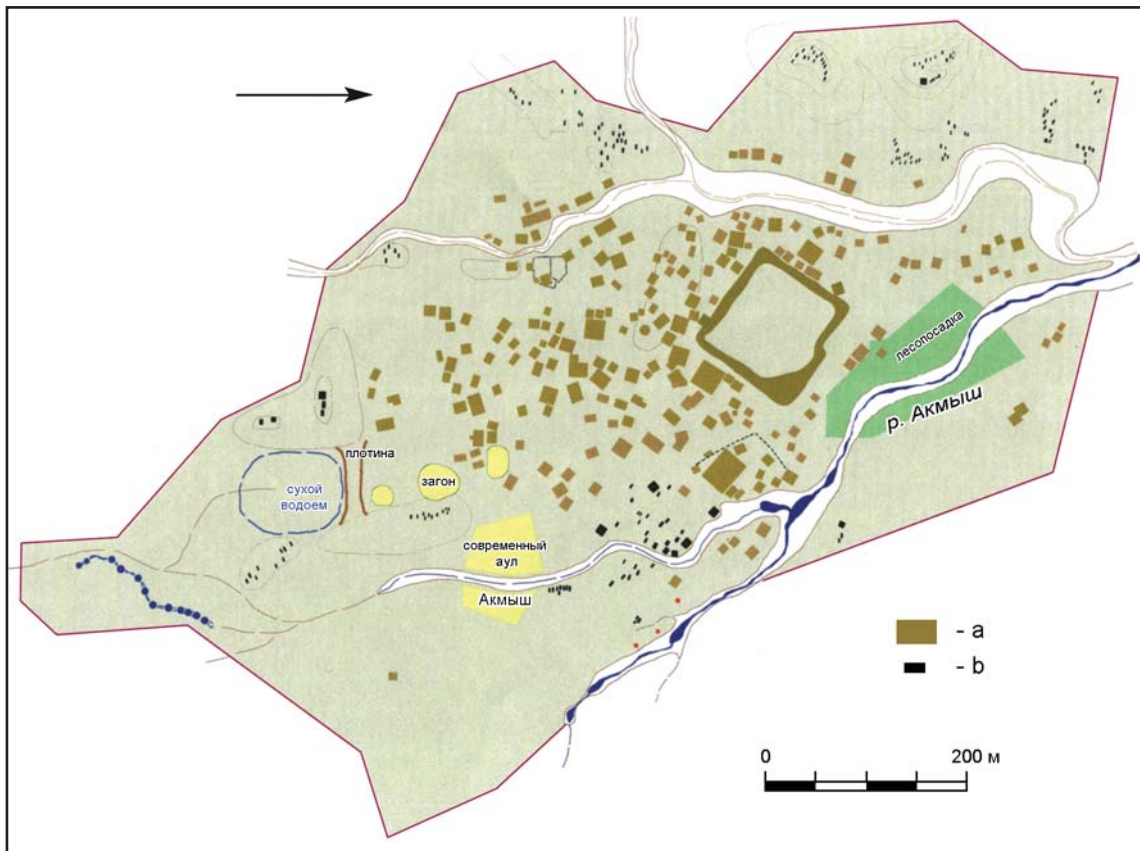 лесопосадка
р. Акмыш
плотина
загон
сухой
водоем
современный
аул
Акмыш
- a
- b
0 200 м